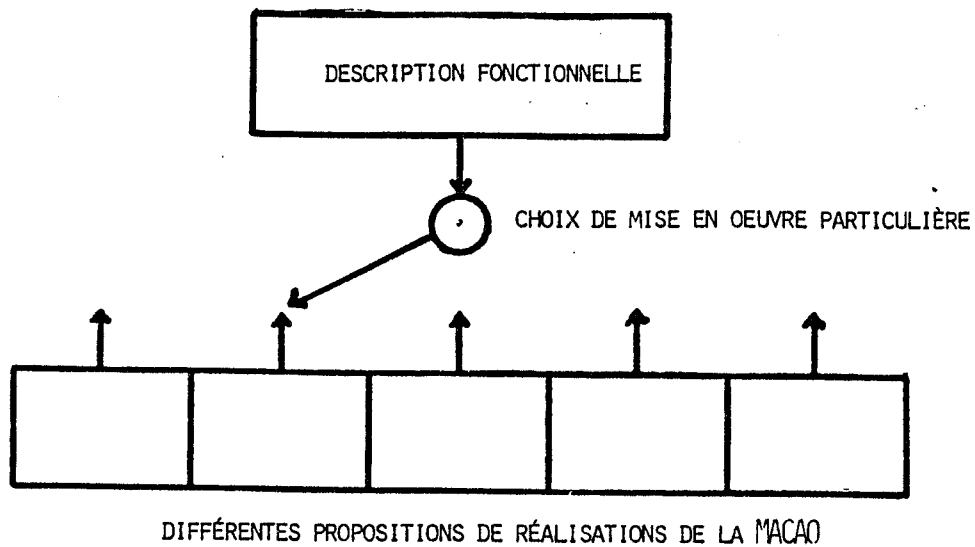 DESCRIPTION FONCTIONNELLE
CHOIX DE MISE EN OEUVRE PARTICULIÈRE
DIFFÉRENTES PROPOSITIONS DE RÉALISATIONS DE LA MACAO